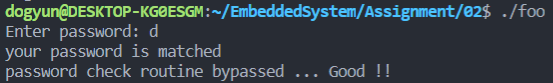 dogyun@DESKTOP-KG0ESGM:~/EmbeddedSystem/Assignment/02$ ./foo
Enter password: d
your password is matched
password check routine bypassed ... Good !!